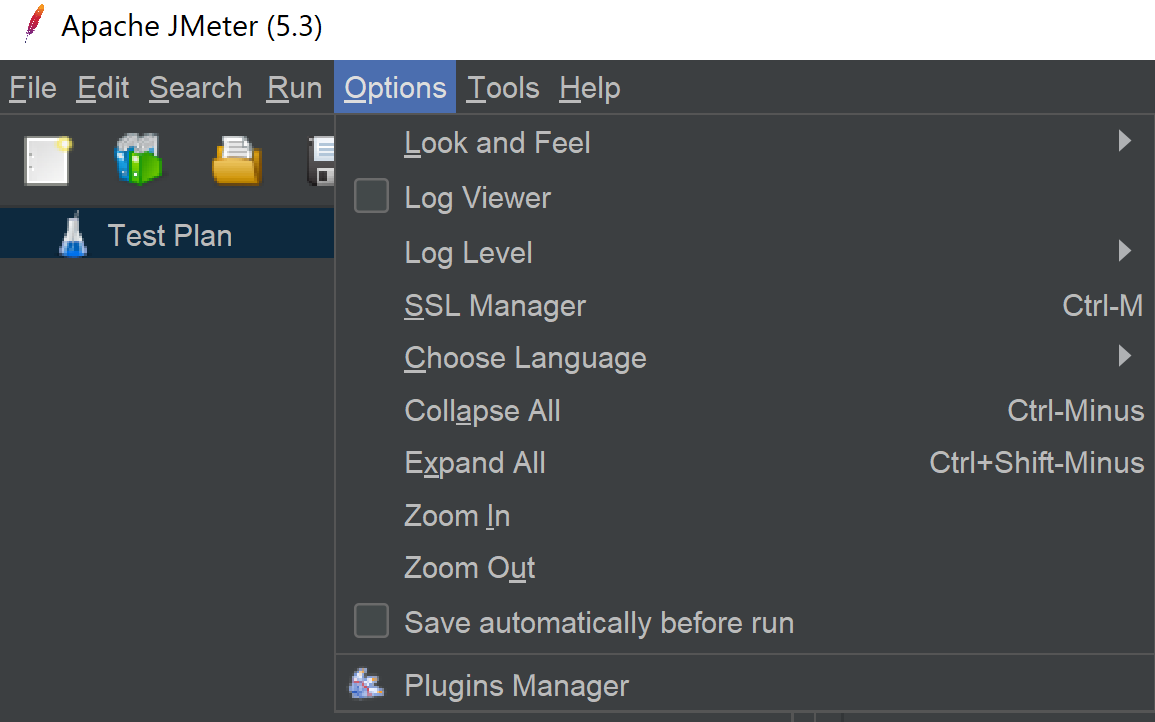 Apache JMeter (5.3)
File Edit Search Run Options Tools Help
Look and Feel
Test Plan
Log Viewer
Log Level
SSL Manager Ctrl-M
Choose Language
Collapse All Ctrl-Minus
Expand All Ctrl+Shift-Minus
Zoom In
Zoom Out
Save automatically before run
Plugins Manager